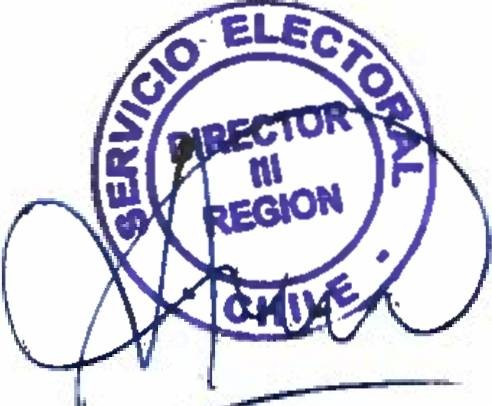 SERVICIO ELECTORAL
DIRECTOR
III
REGION
- CHILE -